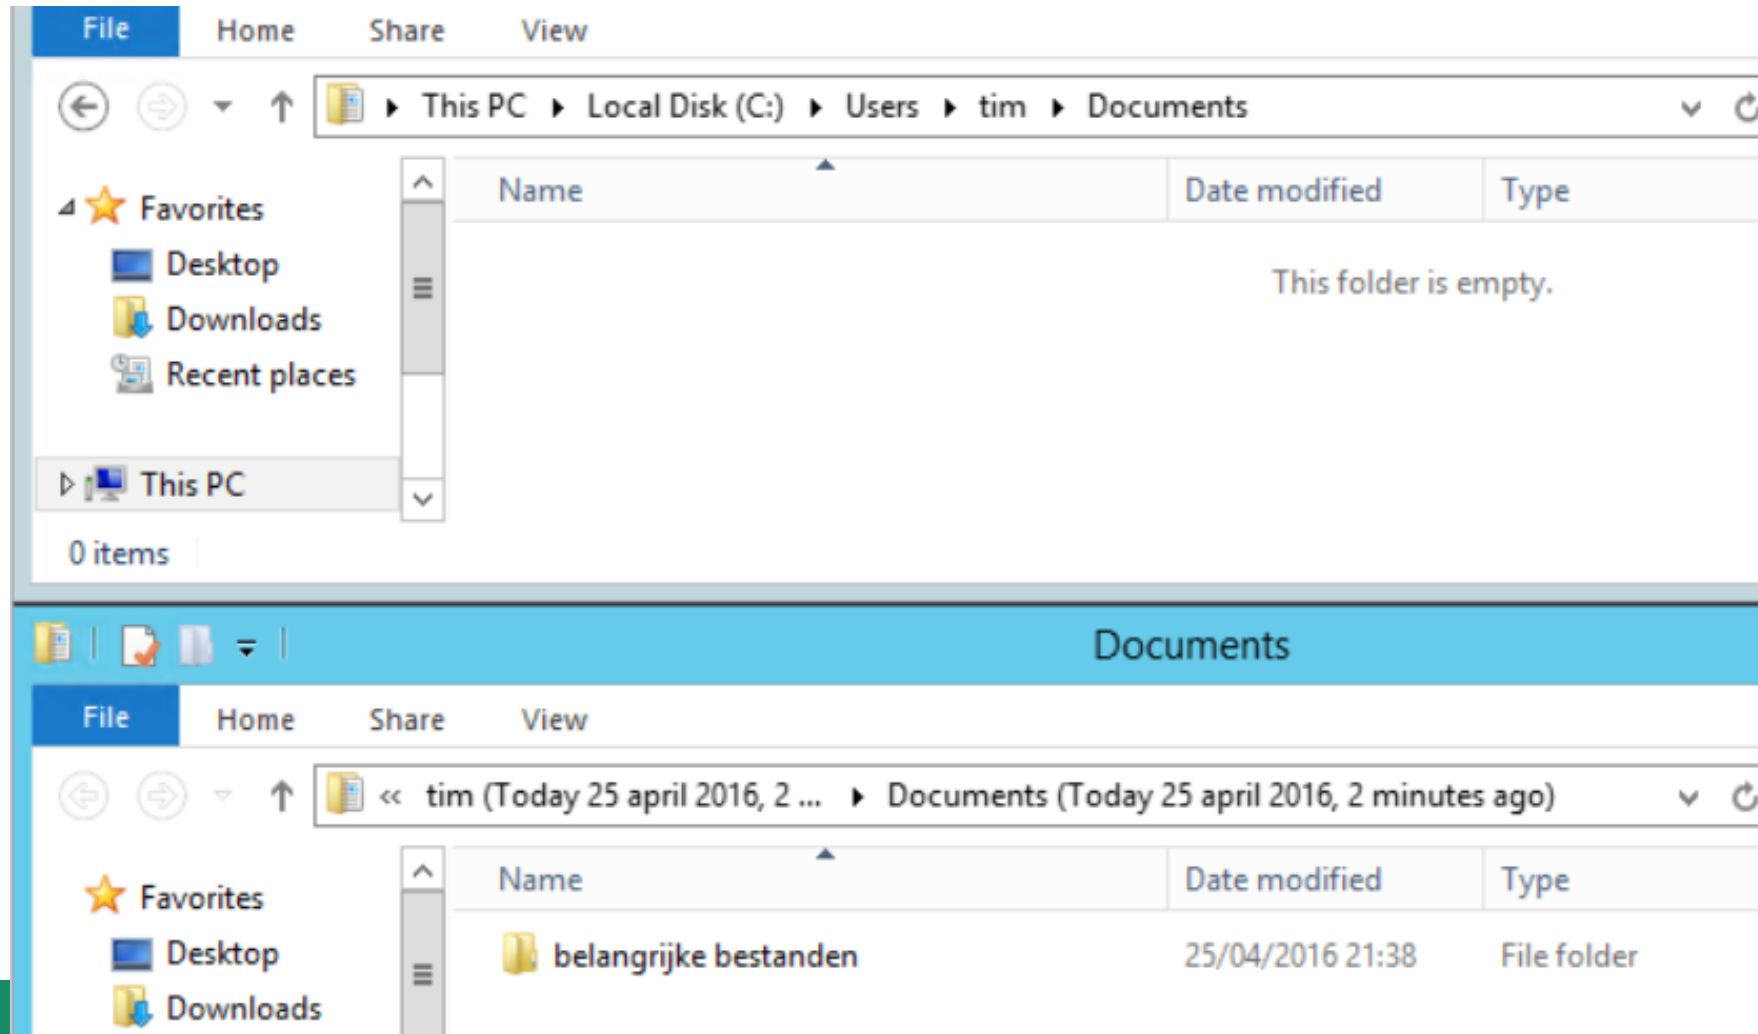 File Home Share View
This PC Local Disk (C:) Users tim Documents
Name Date modified Type
Favorites
Desktop
This folder is empty.
Downloads
Recent places
This PC
0 items
Documents
File Home Share View
« tim (Today 25 april 2016, 2 ... Documents (Today 25 april 2016, 2 minutes ago)
Name Date modified Type
Favorites
Desktop
belangrijke bestanden 25/04/2016 21:38 File folder
Downloads